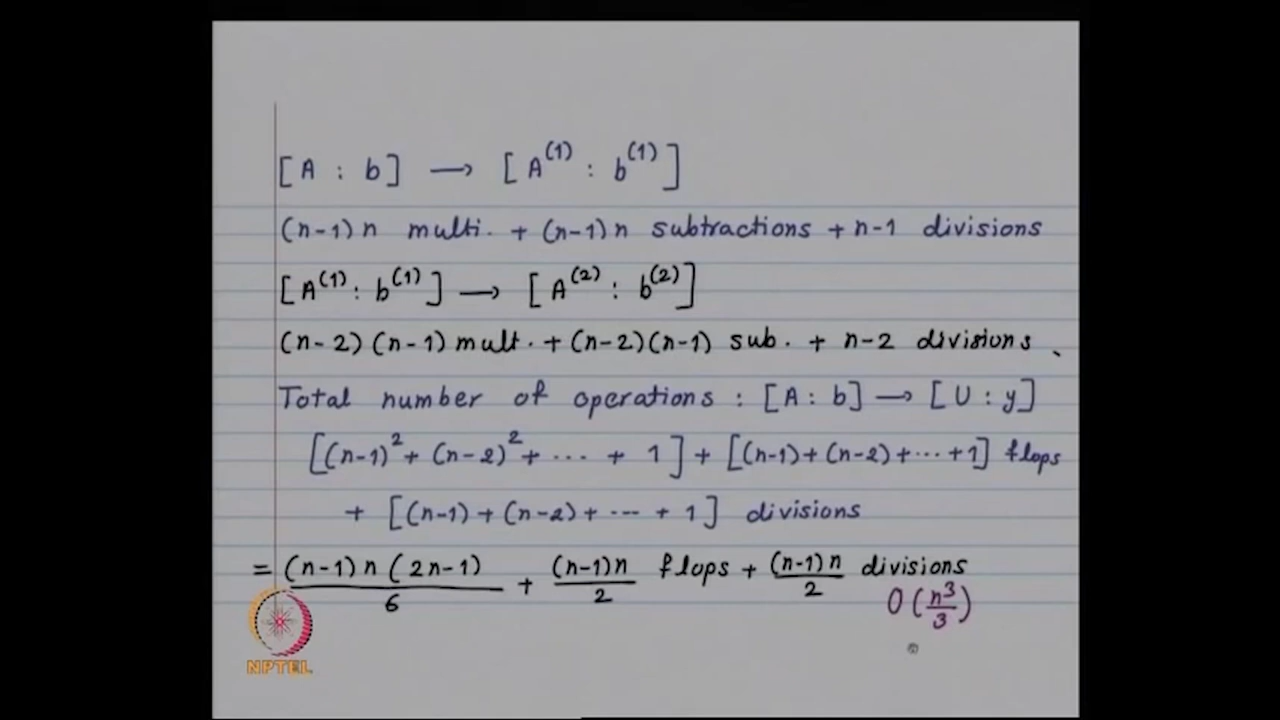 [A : b] ⟶ [A^(1) : b^(1)]
(n-1)n multi. + (n-1)n subtractions + n-1 divisions
[A^(1) : b^(1)] ⟶ [A^(2) : b^(2)]
(n-2)(n-1) mult. + (n-2)(n-1) sub. + n-2 divisions.
Total number of operations : [A : b] ⟶ [U : y]
[(n-1)^2 + (n-2)^2 + ... + 1] + [(n-1) + (n-2) + ... + 1] flops
+ [(n-1) + (n-2) + ... + 1] divisions
= (n-1)n(2n-1)/6 + (n-1)n/2 flops + (n-1)n/2 divisions
O(n^3/3)
NPTEL